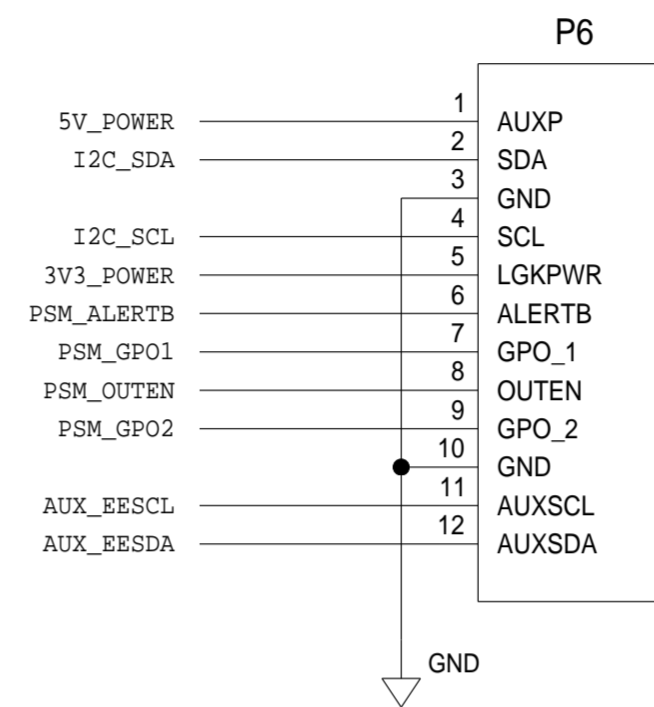 P6
5V_POWER 1 AUXP
I2C_SDA 2 SDA
3 GND
I2C_SCL 4 SCL
3V3_POWER 5 LGKPWR
PSM_ALERTB 6 ALERTB
PSM_GPO1 7 GPO_1
PSM_OUTEN 8 OUTEN
PSM_GPO2 9 GPO_2
10 GND
AUX_EESCL 11 AUXSCL
AUX_EESDA 12 AUXSDA
GND